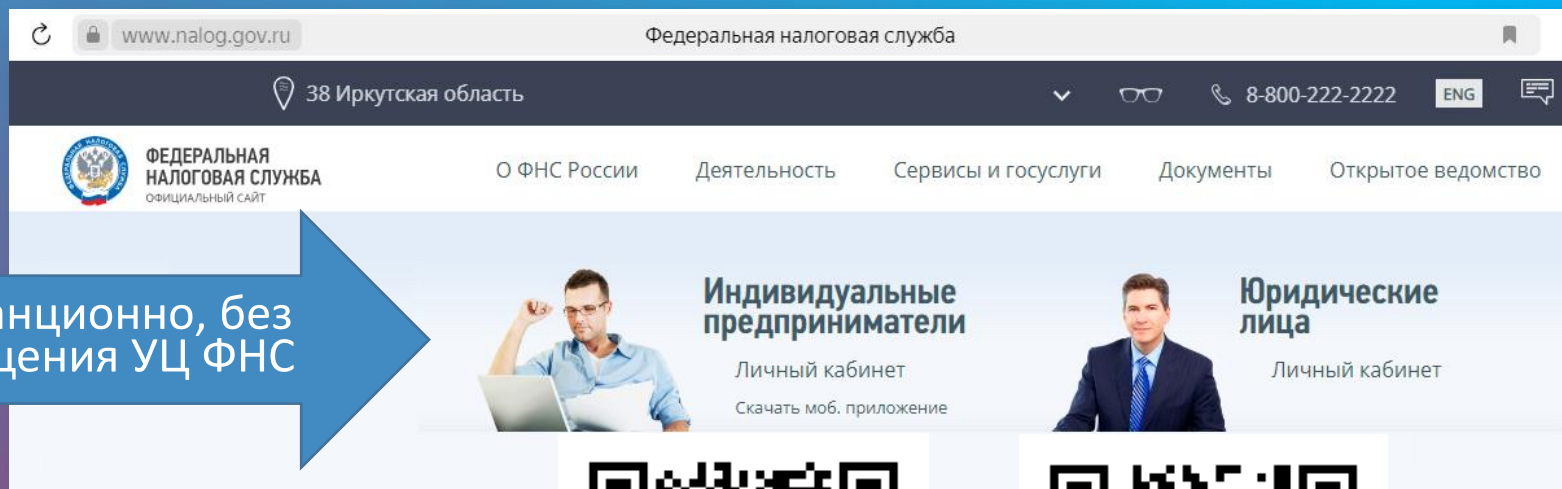 www.nalog.gov.ru
Федеральная налоговая служба
38 Иркутская область
8-800-222-2222
ENG
ФЕДЕРАЛЬНАЯ
НАЛОГОВАЯ СЛУЖБА
ОФИЦИАЛЬНЫЙ САЙТ
О ФНС России
Деятельность
Сервисы и госуслуги
Документы
Открытое ведомство
без
УЦ ФНС
Индивидуальные
предприниматели
Личный кабинет
Скачать моб. приложение
Юридические
лица
Личный кабинет